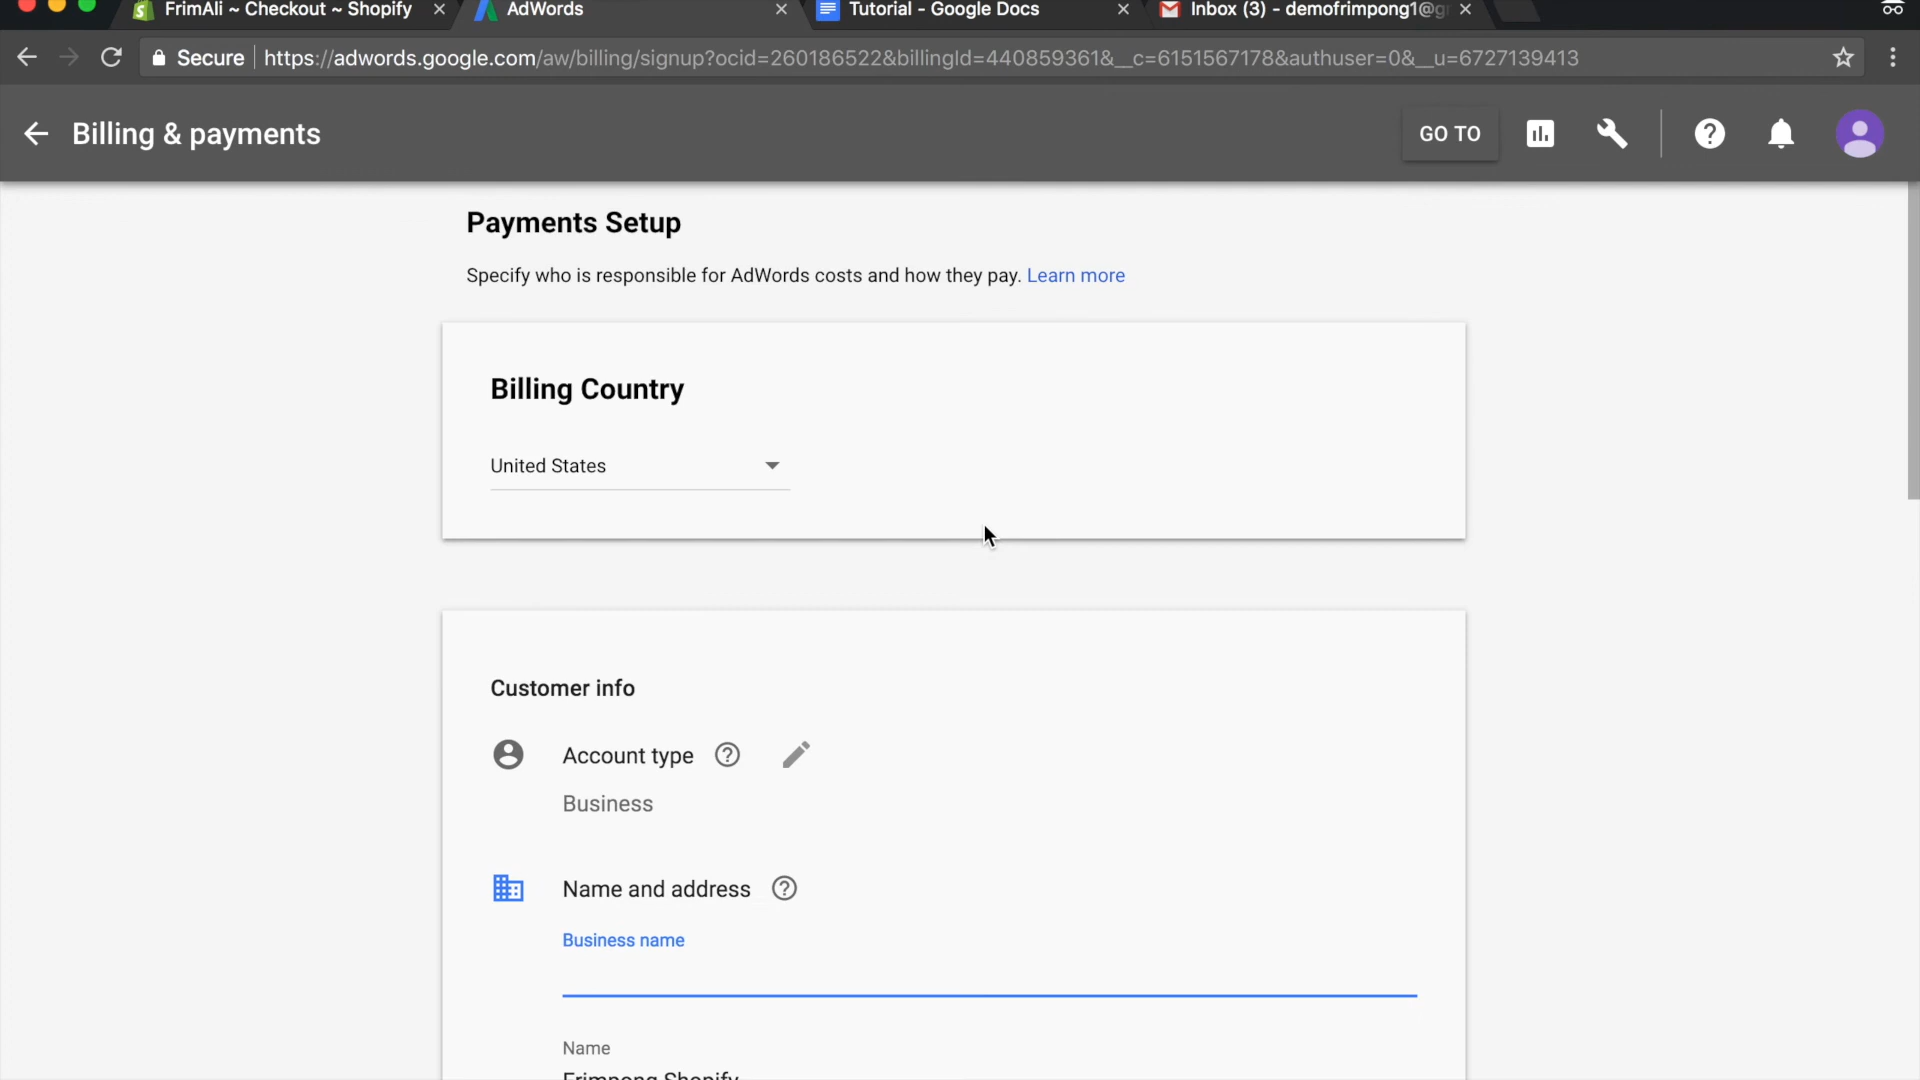 FrimAli ~ Checkout ~ Shopify
AdWords
Tutorial - Google Docs
Inbox (3) - demofrimpong1@g
Secure
https://adwords.google.com/aw/billing/signup?ocid=260186522&billingId=440859361&__c=6151567178&authuser=0&__u=6727139413
Billing & payments
GO TO
Payments Setup
Specify who is responsible for AdWords costs and how they pay. Learn more
Billing Country
United States
Customer info
Account type
Business
Name and address
Business name
Name
Frimpong Shopify